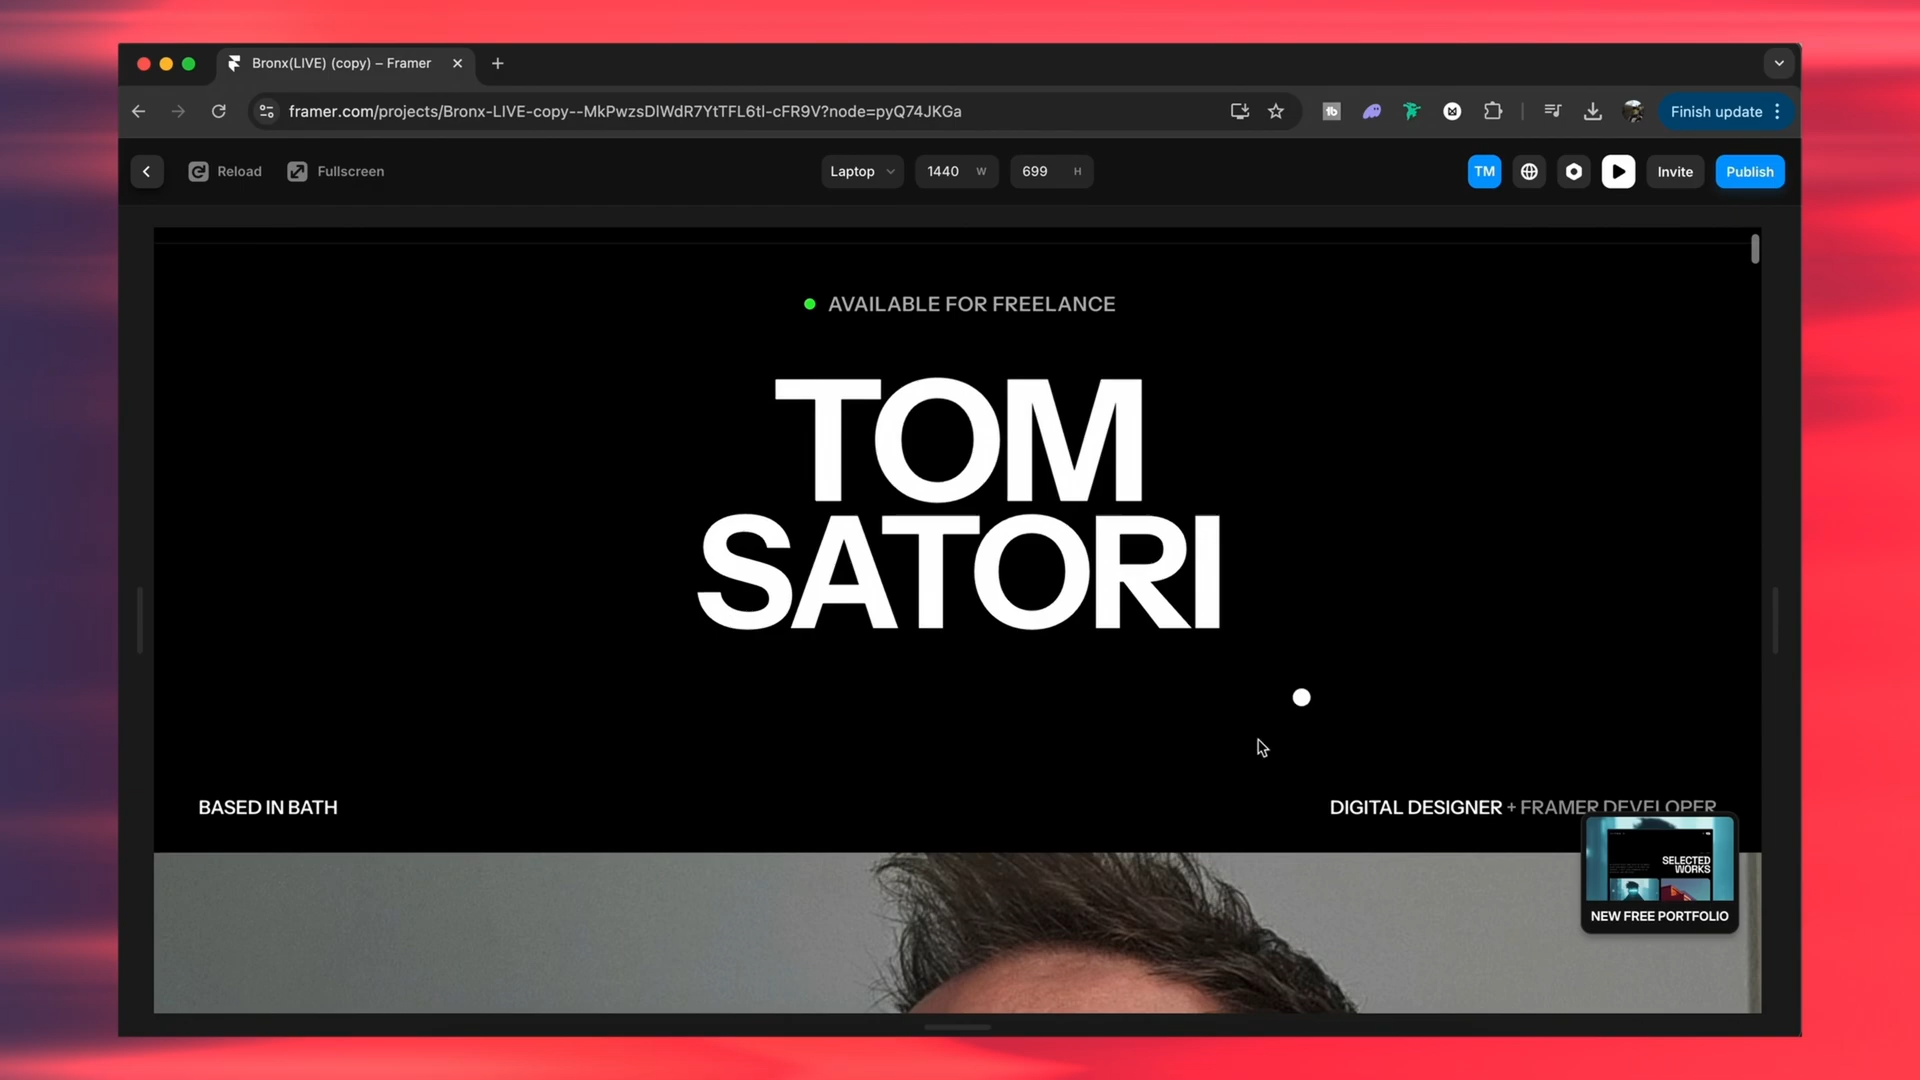 Bronx(LIVE) (copy) – Framer
framer.com/projects/Bronx-LIVE-copy--MkPwzsDlWdR7YtTFL6tl-cFR9V?node=pyQ74JKGa
tb
Finish update
Reload
Fullscreen
Laptop
1440 W
699 H
TM
Invite
Publish
AVAILABLE FOR FREELANCE
TOM
SATORI
BASED IN BATH
DIGITAL DESIGNER + FRAMER DEVELOPER
SELECTED
WORKS
NEW FREE PORTFOLIO